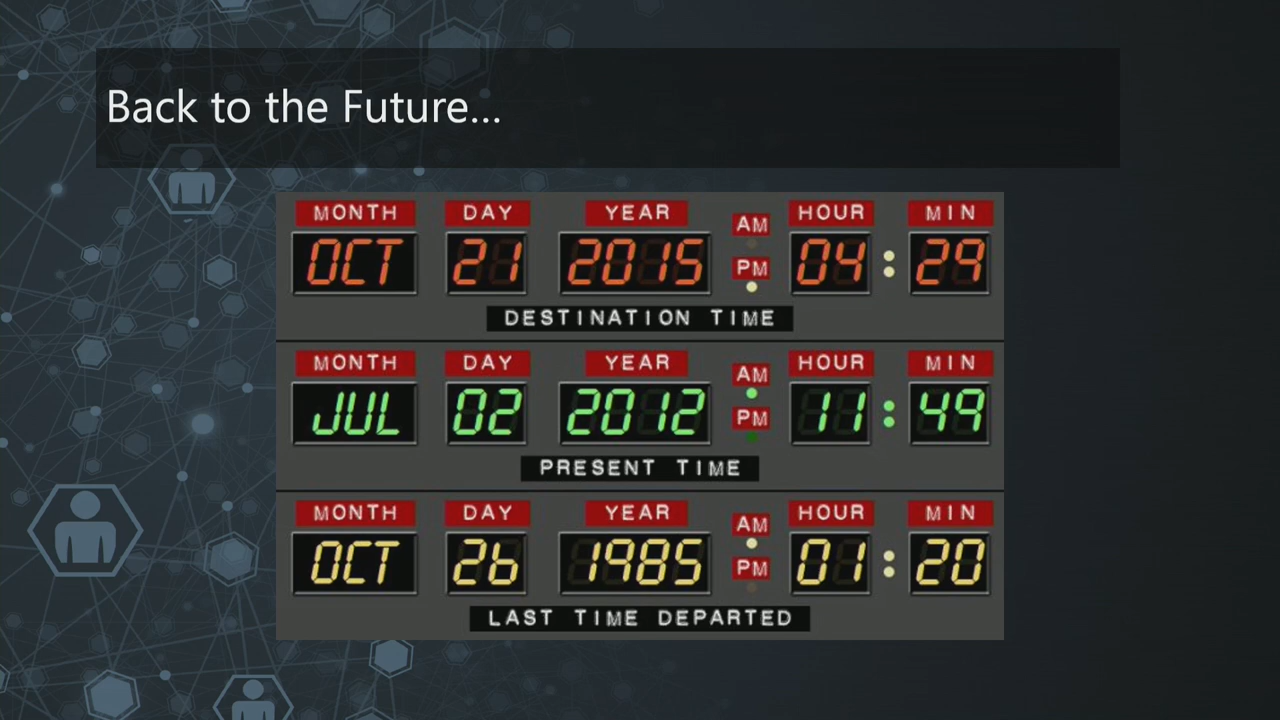 Back to the Future...
MONTH DAY YEAR AM HOUR MIN
OCT 21 2015 PM 04 : 29
DESTINATION TIME
MONTH DAY YEAR AM HOUR MIN
JUL 02 2012 PM 11 : 49
PRESENT TIME
MONTH DAY YEAR AM HOUR MIN
OCT 26 1985 PM 01 : 20
LAST TIME DEPARTED